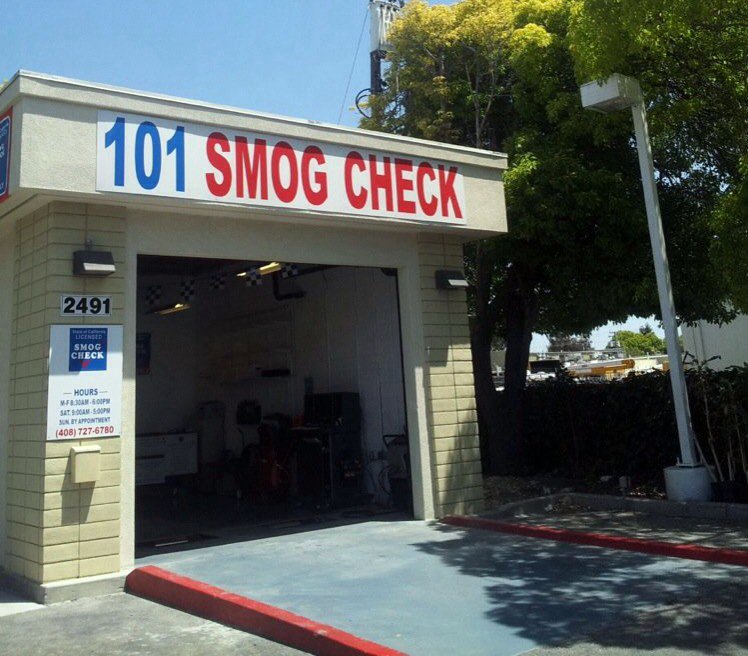 101 SMOG CHECK
2491
State of California
LICENSED
SMOG
CHECK
HOURS
M-F 8:30AM - 6:00PM
SAT. 9:00AM - 5:00PM
SUN. BY APPOINTMENT
(408) 727-6780